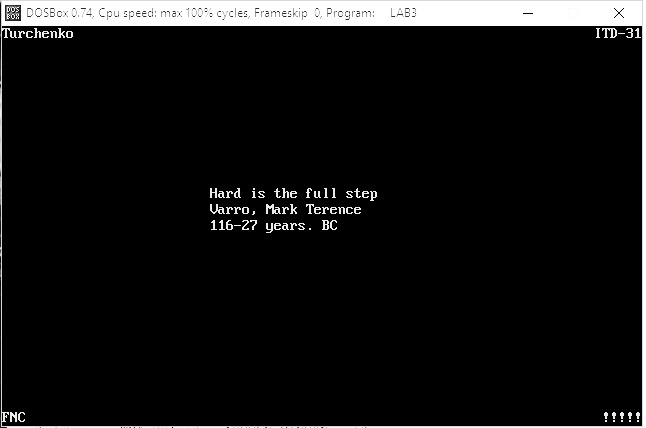 DOSBox 0.74, Cpu speed: max 100% cycles, Frameskip 0, Program: LAB3
Turchenko ITD-31
Hard is the full step
Varro, Mark Terence
116-27 years. BC
FNC !!!!!